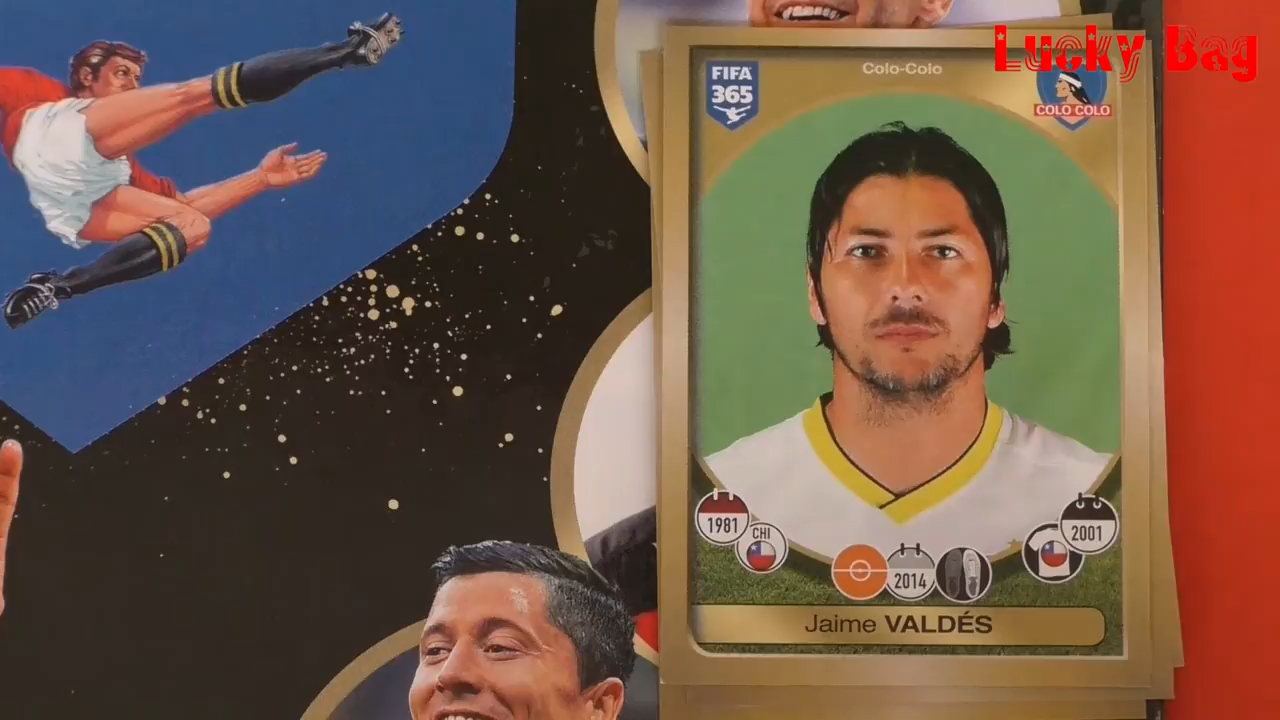 Lucky Bag
FIFA
365
Colo-Colo
COLO COLO
1981
CHI
2014
2001
Jaime VALDÉS